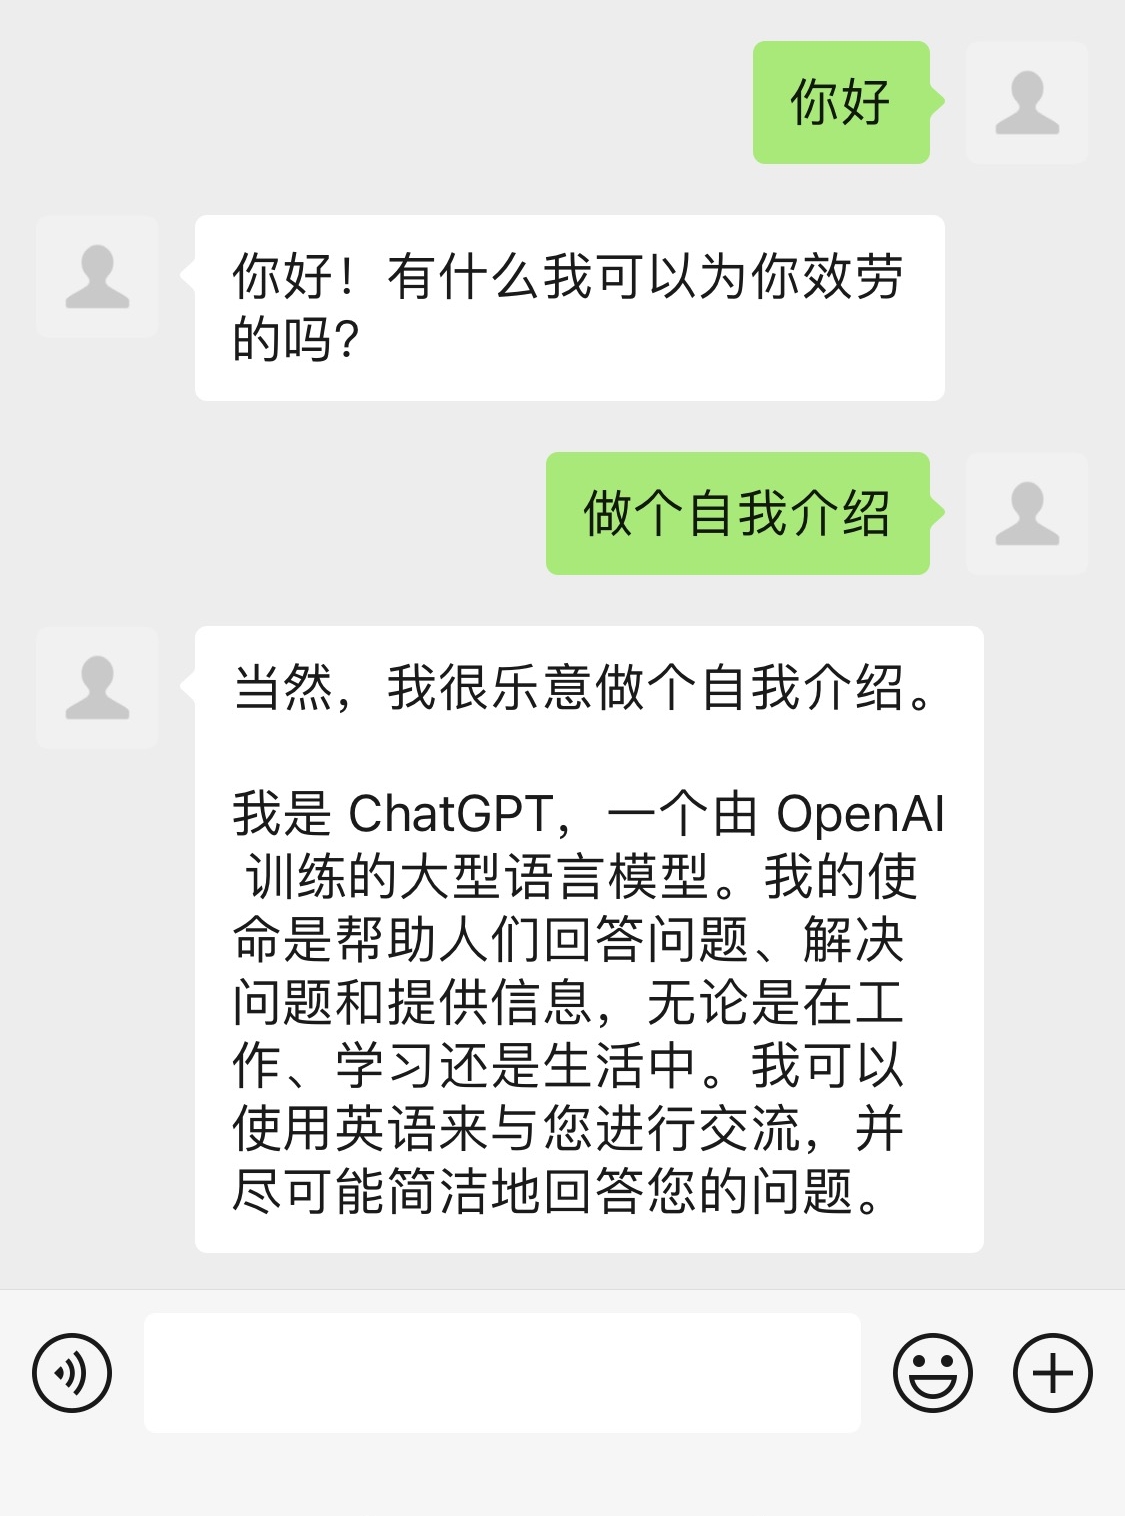 你好
你好！有什么我可以为你效劳
的吗?
做个自我介绍
当然，我很乐意做个自我介绍。
我是 ChatGPT，一个由 OpenAI
训练的大型语言模型。我的使
命是帮助人们回答问题、解决
问题和提供信息，无论是在工
作、学习还是生活中。我可以
使用英语来与您进行交流，并
尽可能简洁地回答您的问题。